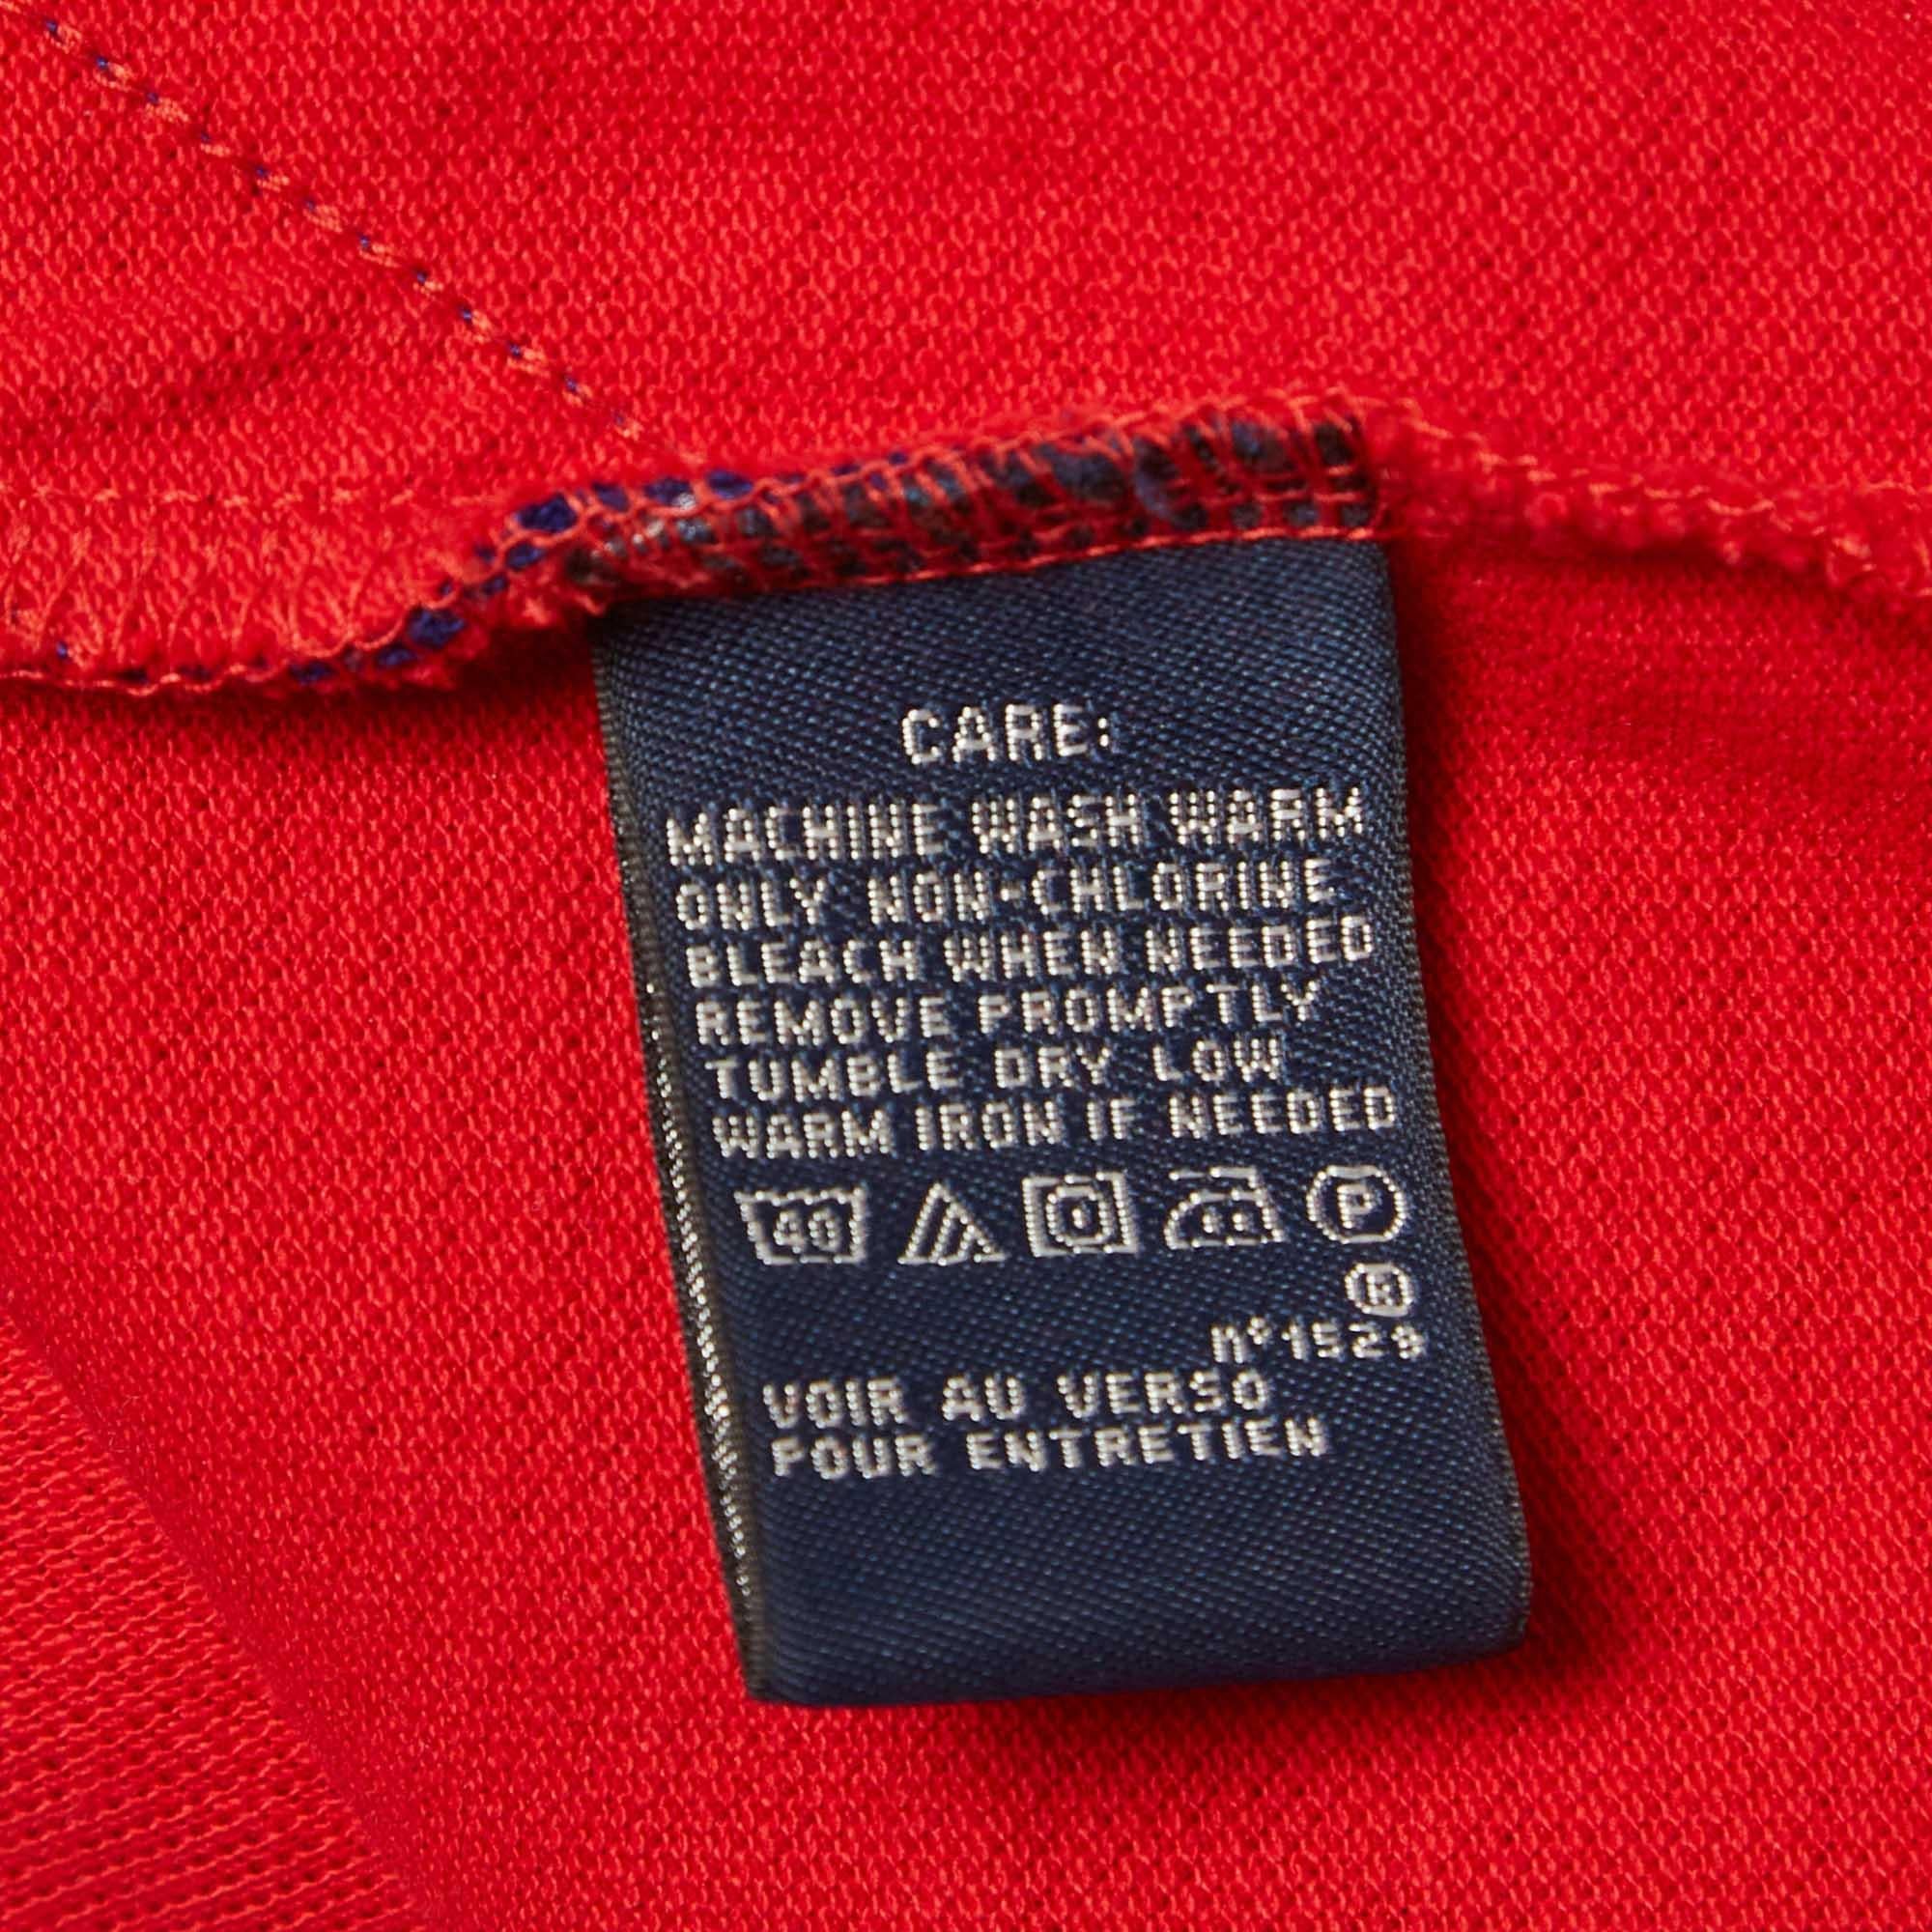 CARE:
MACHINE WASH WARM
ONLY NON-CHLORINE
BLEACH WHEN NEEDED
REMOVE PROMPTLY
TUMBLE DRY LOW
WARM IRON IF NEEDED
40 P
®
n°1529
VOIR AU VERSO
POUR ENTRETIEN